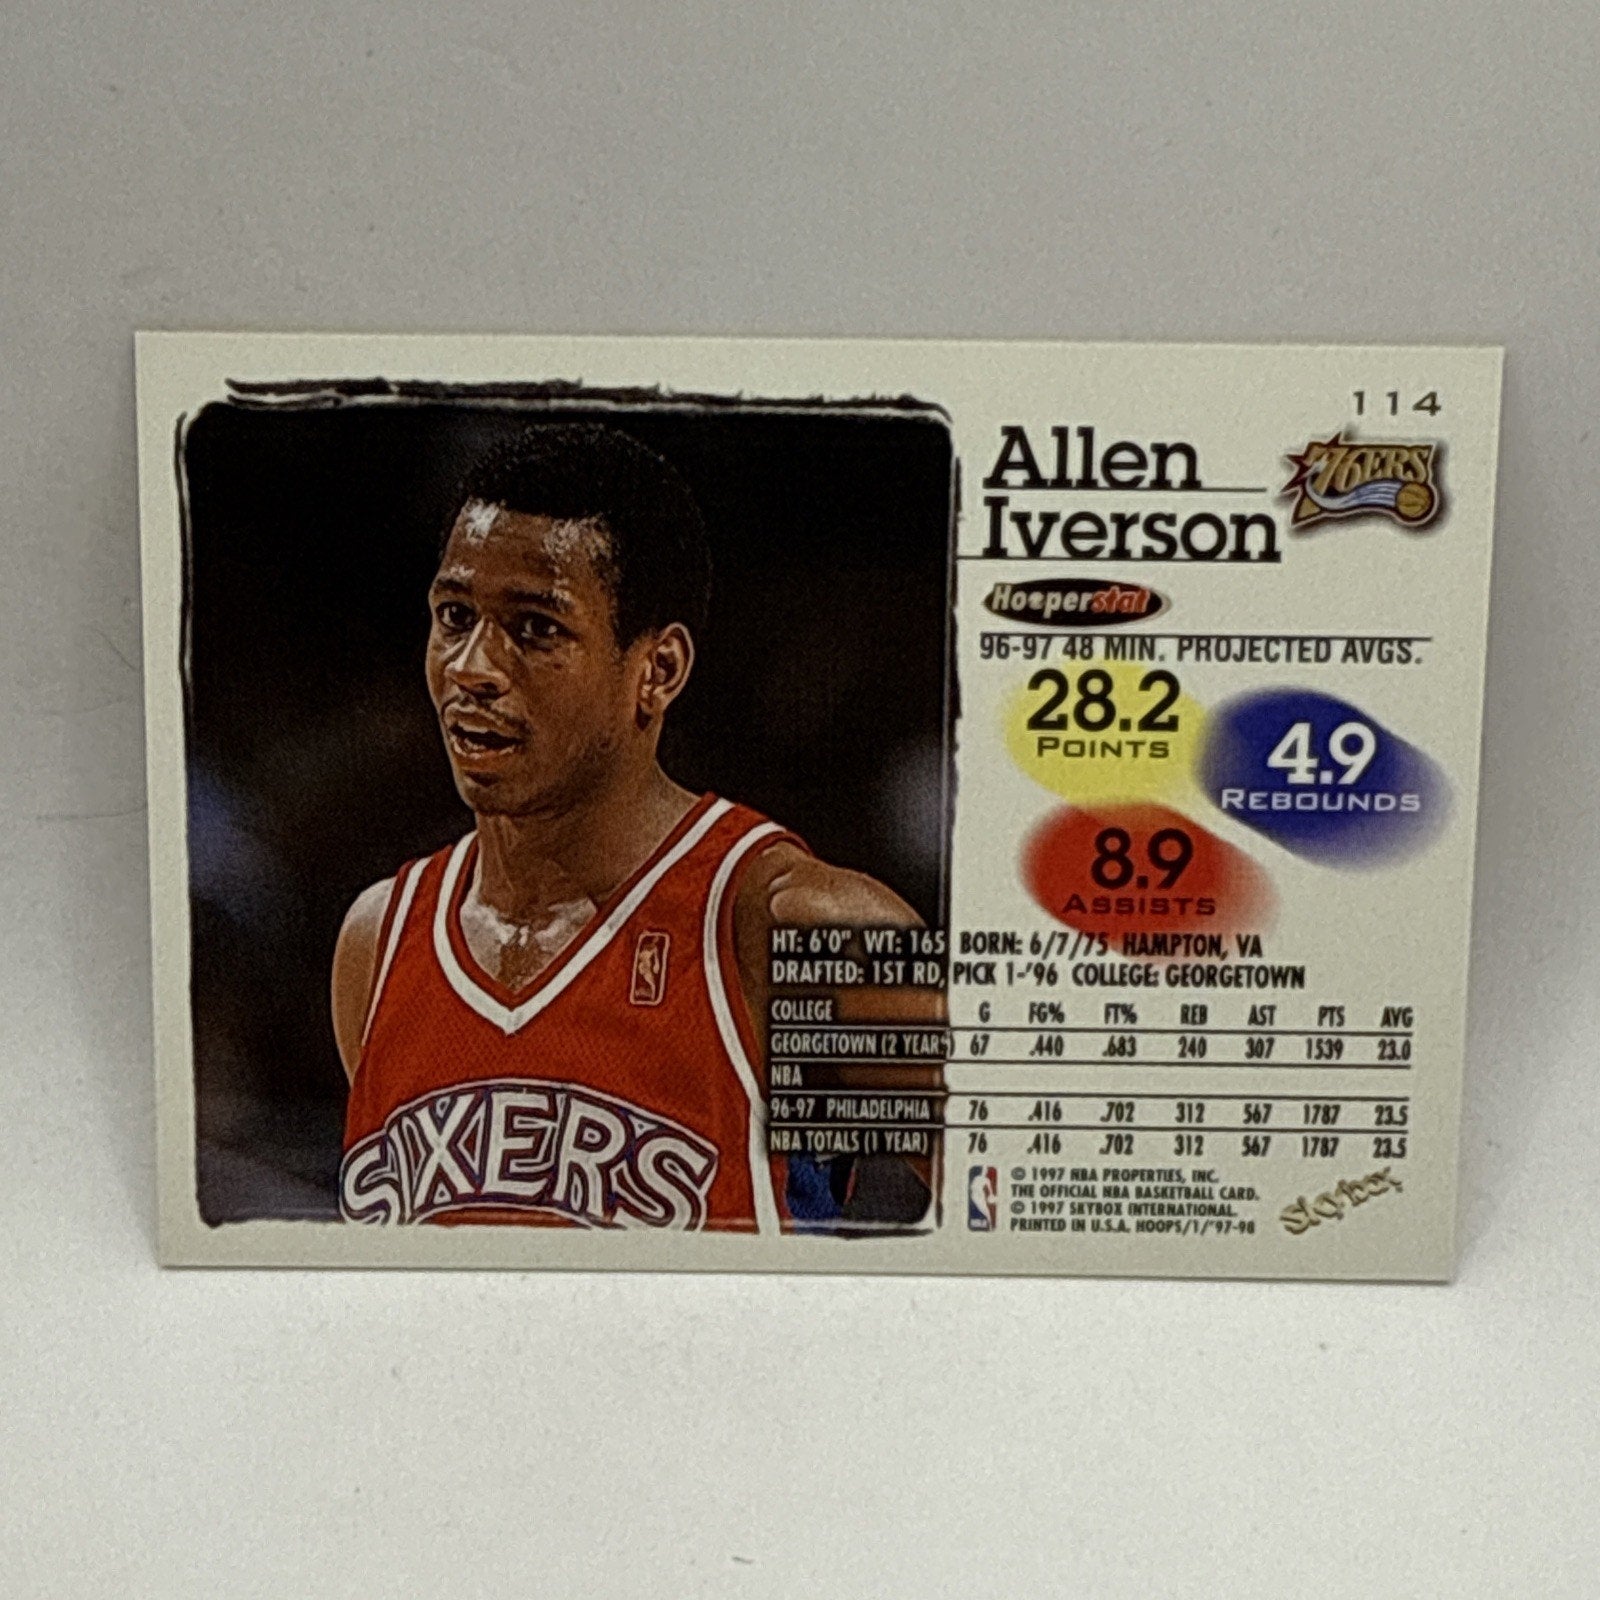 114
Allen
Iverson
76ERS
Hooperstat
96-97 48 MIN. PROJECTED AVGS.
28.2
POINTS
4.9
REBOUNDS
8.9
ASSISTS
HT: 6'0" WT: 165 BORN: 6/7/75 HAMPTON, VA
DRAFTED: 1ST RD, PICK 1-'96 COLLEGE: GEORGETOWN
COLLEGE G FG% FT% REB AST PTS AVG
GEORGETOWN (2 YEARS) 67 .440 .683 240 307 1539 23.0
NBA
96-97 PHILADELPHIA 76 .416 .702 312 567 1787 23.5
NBA TOTALS (1 YEAR) 76 .416 .702 312 567 1787 23.5
© 1997 NBA PROPERTIES, INC.
THE OFFICIAL NBA BASKETBALL CARD.
© 1997 SKYBOX INTERNATIONAL.
PRINTED IN U.S.A. HOOPS/1/'97-98
SkyBox
SIXERS